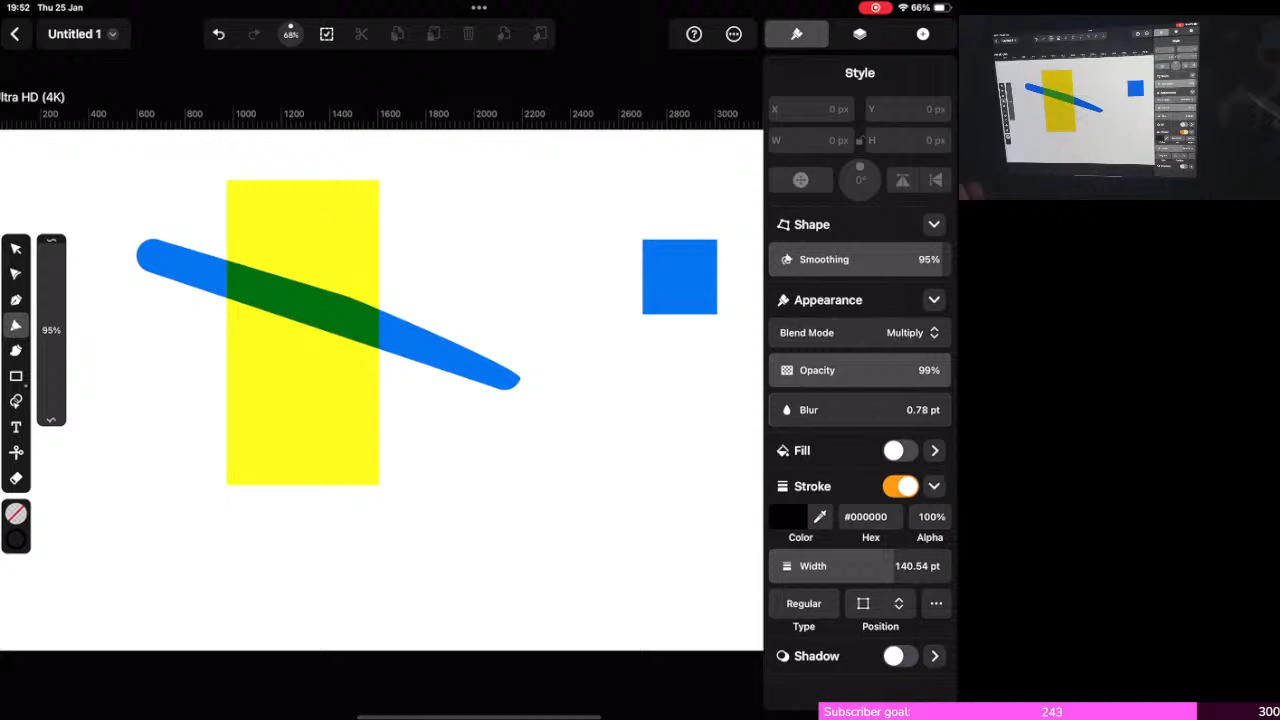 19:52 Thu 25 Jan
66%
Untitled 1
68%
Style
ltra HD (4K)
200 400 600 800 1000 1200 1400 1600 1800 2000 2200 2400 2600 2800 3000
X 0 px Y 0 px
W 0 px H 0 px
0°
Shape
Smoothing 95%
Appearance
Blend Mode Multiply
95%
Opacity 99%
Blur 0.78 pt
T
Fill
Stroke
#000000 100%
Color Hex Alpha
Width 140.54 pt
Regular
Type Position
Shadow
Subscriber goal: 243 300